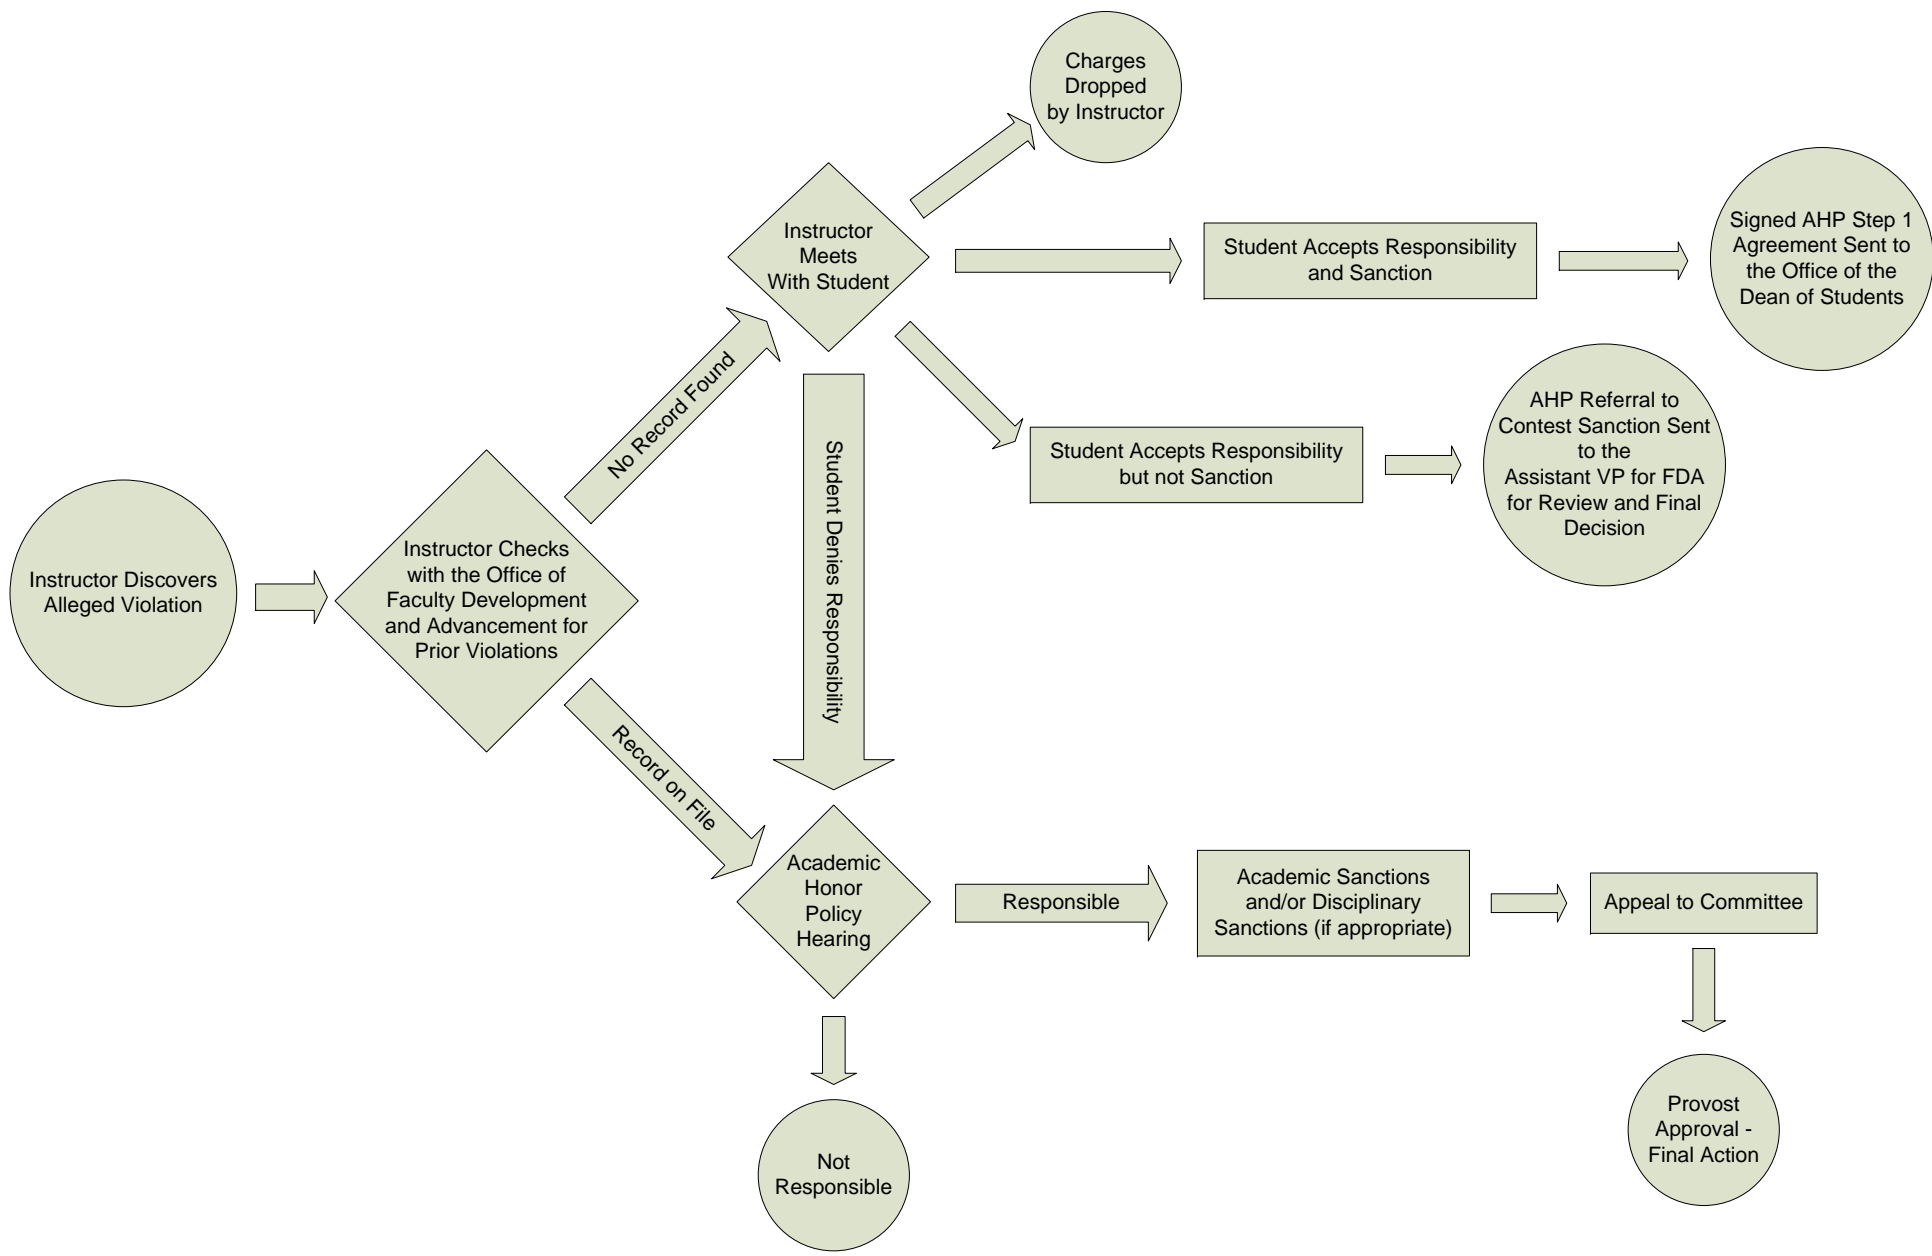 Charges
Dropped
by Instructor
Instructor
Meets
With Student
Student Accepts Responsibility
and Sanction
Signed AHP Step 1
Agreement Sent to
the Office of the
Dean of Students
No Record Found
Student Denies Responsibility
Student Accepts Responsibility
but not Sanction
AHP Referral to
Contest Sanction Sent
to the
Assistant VP for FDA
for Review and Final
Decision
Instructor Discovers
Alleged Violation
Instructor Checks
with the Office of
Faculty Development
and Advancement for
Prior Violations
Record on File
Academic
Honor
Policy
Hearing
Responsible
Academic Sanctions
and/or Disciplinary
Sanctions (if appropriate)
Appeal to Committee
Provost
Approval -
Final Action
Not
Responsible